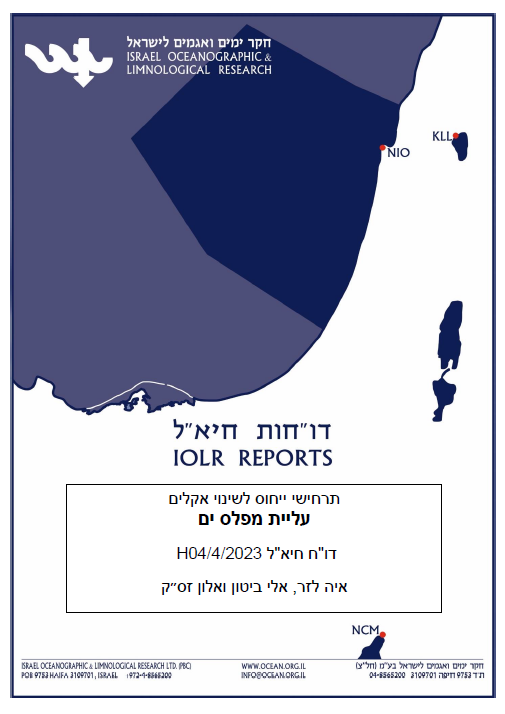 חקר ימים ואגמים לישראל
ISRAEL OCEANOGRAPHIC &
LIMNOLOGICAL RESEARCH
KLL
NIO
דו"חות חיא"ל
IOLR REPORTS
תרחישי ייחוס לשינוי אקלים
עליית מפלס ים
דו"ח חיא"ל H04/4/2023
איה לזר, אלי ביטון ואלון זס״ק
NCM
ISRAEL OCEANOGRAPHIC & LIMNOLOGICAL RESEARCH LTD. (PBC)
POB 9753 HAIFA 3109701, ISRAEL :972-4-8565200
WWW.OCEAN.ORG.IL
INFO@OCEAN.ORG.IL
חקר ימים ואגמים לישראל בע"מ (חל"צ)
ת״ד 9753 חיפה 3109701 04-8565200